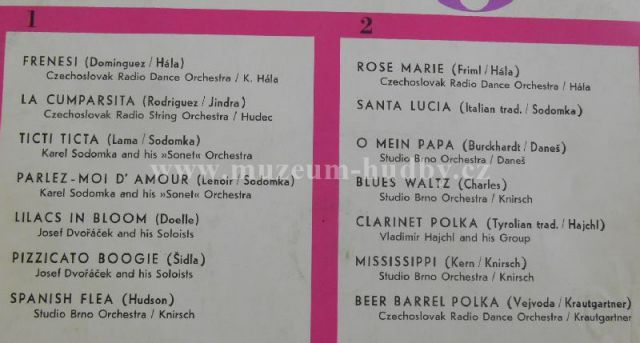 1
FRENESI (Dominguez / Hála)
Czechoslovak Radio Dance Orchestra / K. Hála
LA CUMPARSITA (Rodriguez / Jindra)
Czechoslovak Radio String Orchestra / Hudec
TICTI TICTA (Lama / Sodomka)
Karel Sodomka and his »Sonet« Orchestra
PARLEZ-MOI D' AMOUR (Lenoir / Sodomka)
Karel Sodomka and his »Sonet« Orchestra
LILACS IN BLOOM (Doelle)
Josef Dvořáček and his Soloists
PIZZICATO BOOGIE (Šidla)
Josef Dvořáček and his Soloists
SPANISH FLEA (Hudson)
Studio Brno Orchestra / Knirsch
2
ROSE MARIE (Friml / Hála)
Czechoslovak Radio Dance Orchestra / Hála
SANTA LUCIA (Italian trad. / Sodomka)
O MEIN PAPA (Burckhardt / Daneš)
Studio Brno Orchestra / Daneš
BLUES WALTZ (Charles)
Studio Brno Orchestra / Knirsch
CLARINET POLKA (Tyrolian trad. / Hajchl)
Vladimír Hajchl and his Group
MISSISSIPPI (Kern / Knirsch)
Studio Brno Orchestra / Knirsch
BEER BARREL POLKA (Vejvoda / Krautgartner)
Czechoslovak Radio Dance Orchestra / Krautgartner
www.muzeum-hudby.cz